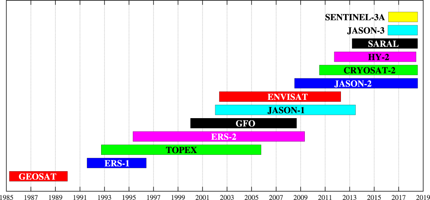 SENTINEL-3A
JASON-3
SARAL
HY-2
CRYOSAT-2
JASON-2
ENVISAT
JASON-1
GFO
ERS-2
TOPEX
ERS-1
GEOSAT
1985 1987 1989 1991 1993 1995 1997 1999 2001 2003 2005 2007 2009 2011 2013 2015 2017 2019